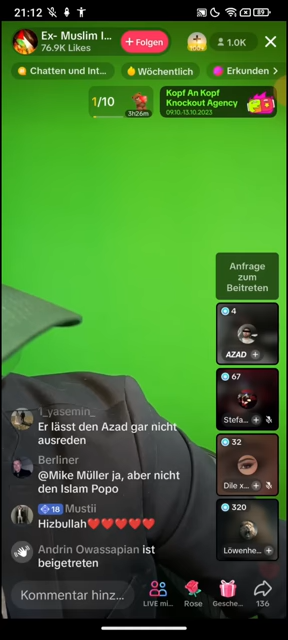 21:12
89
Ex- Muslim I...
76.9K Likes
+ Folgen
1.0K
Chatten und Int...
Wöchentlich
Erkunden
1/10
3h26m
Kopf An Kopf
Knockout Agency
09.10.-13.10.2023
Anfrage
zum
Beitreten
4
AZAD
67
Stefa...
32
Dile x...
320
Löwenhe...
1_yasemin_
Er lässt den Azad gar nicht
ausreden
Berliner
@Mike Müller ja, aber nicht
den Islam Popo
18 Mustii
Hizbullah❤️❤️❤️❤️❤️
Andrin Owassapian ist
beigetreten
Kommentar hinz...
LIVE mi...
Rose
Gesche...
136